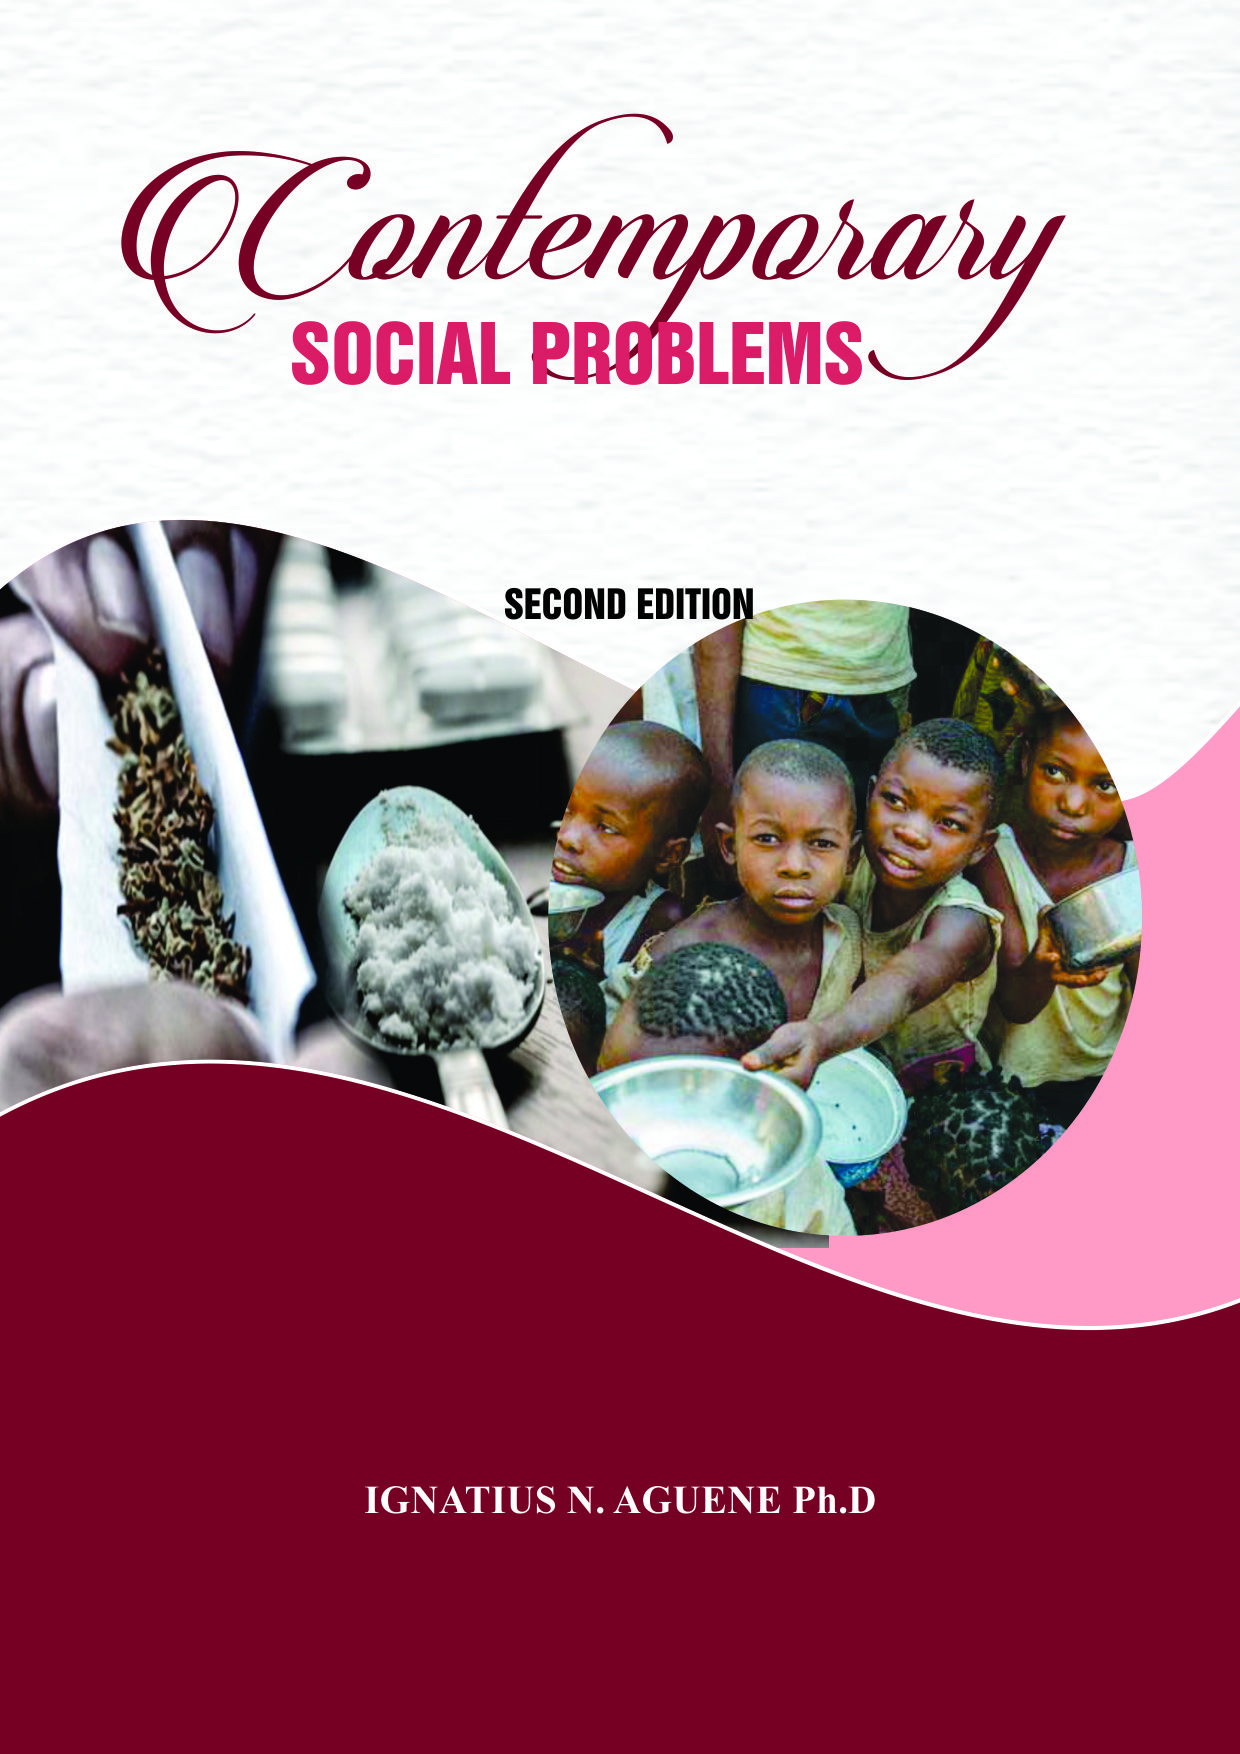 Contemporary
SOCIAL PROBLEMS
SECOND EDITION
IGNATIUS N. AGUENE Ph.D